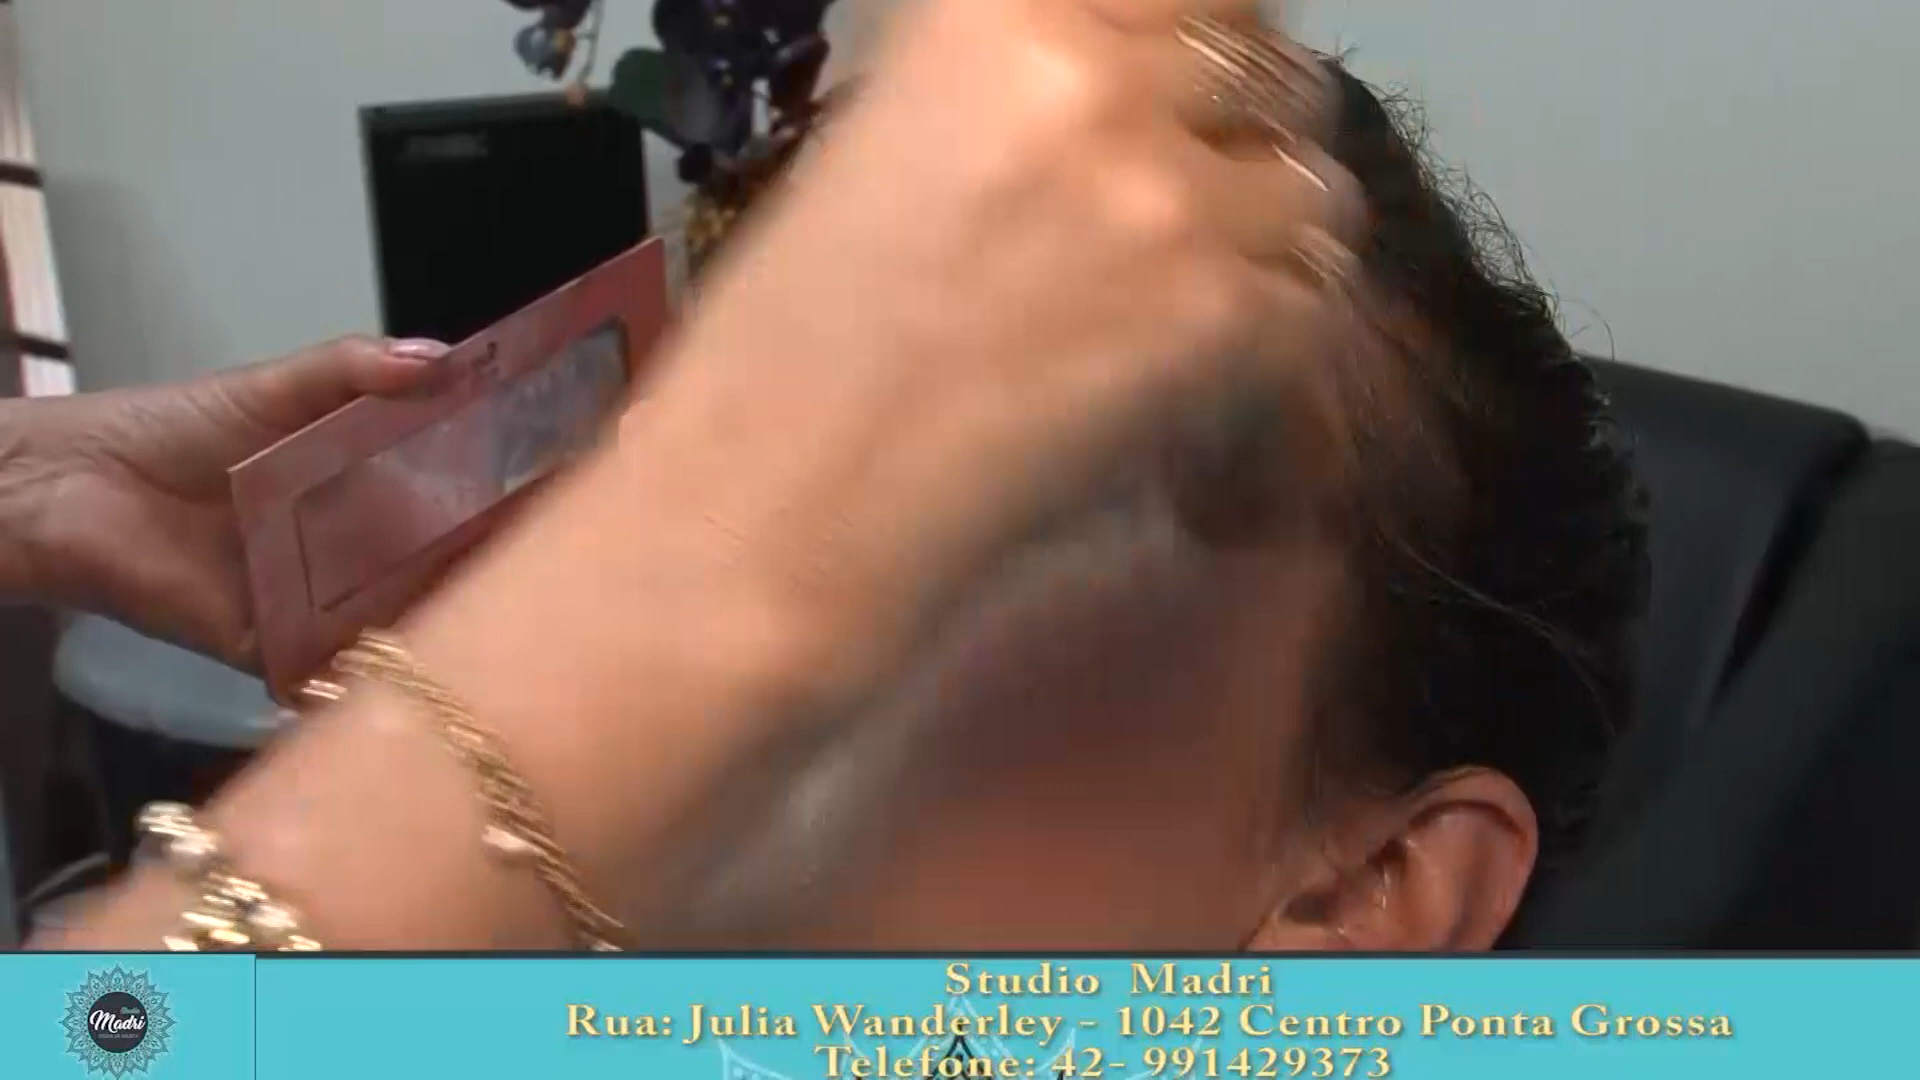 Studio Madri
Rua: Julia Wanderley - 1042 Centro Ponta Grossa
Telefone: 42- 991429373
Madri